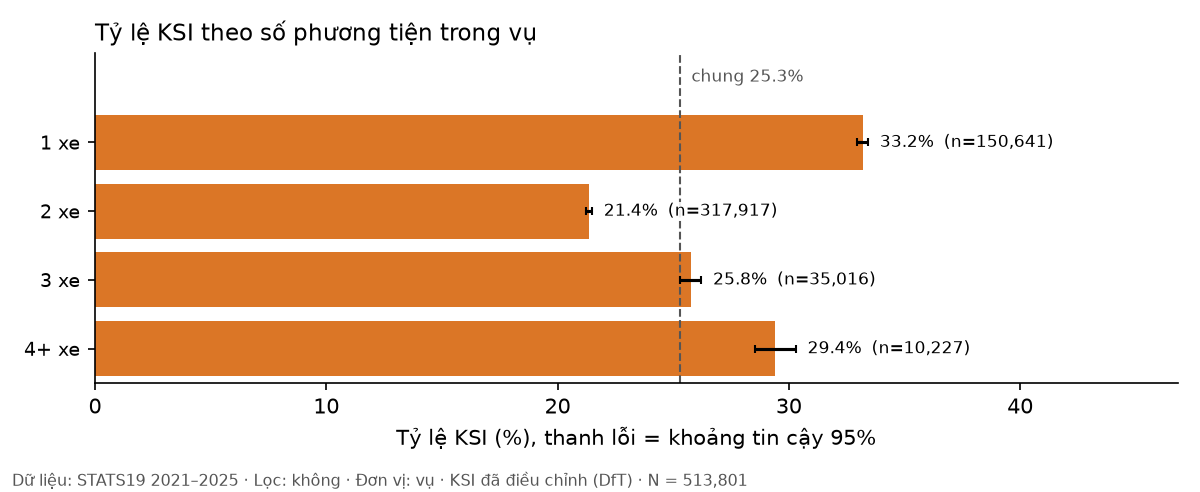 Tỷ lệ KSI theo số phương tiện trong vụ
chung 25.3%
1 xe 33.2% (n=150,641)
2 xe 21.4% (n=317,917)
3 xe 25.8% (n=35,016)
4+ xe 29.4% (n=10,227)
0 10 20 30 40
Tỷ lệ KSI (%), thanh lỗi = khoảng tin cậy 95%
Dữ liệu: STATS19 2021–2025 · Lọc: không · Đơn vị: vụ · KSI đã điều chỉnh (DfT) · N = 513,801